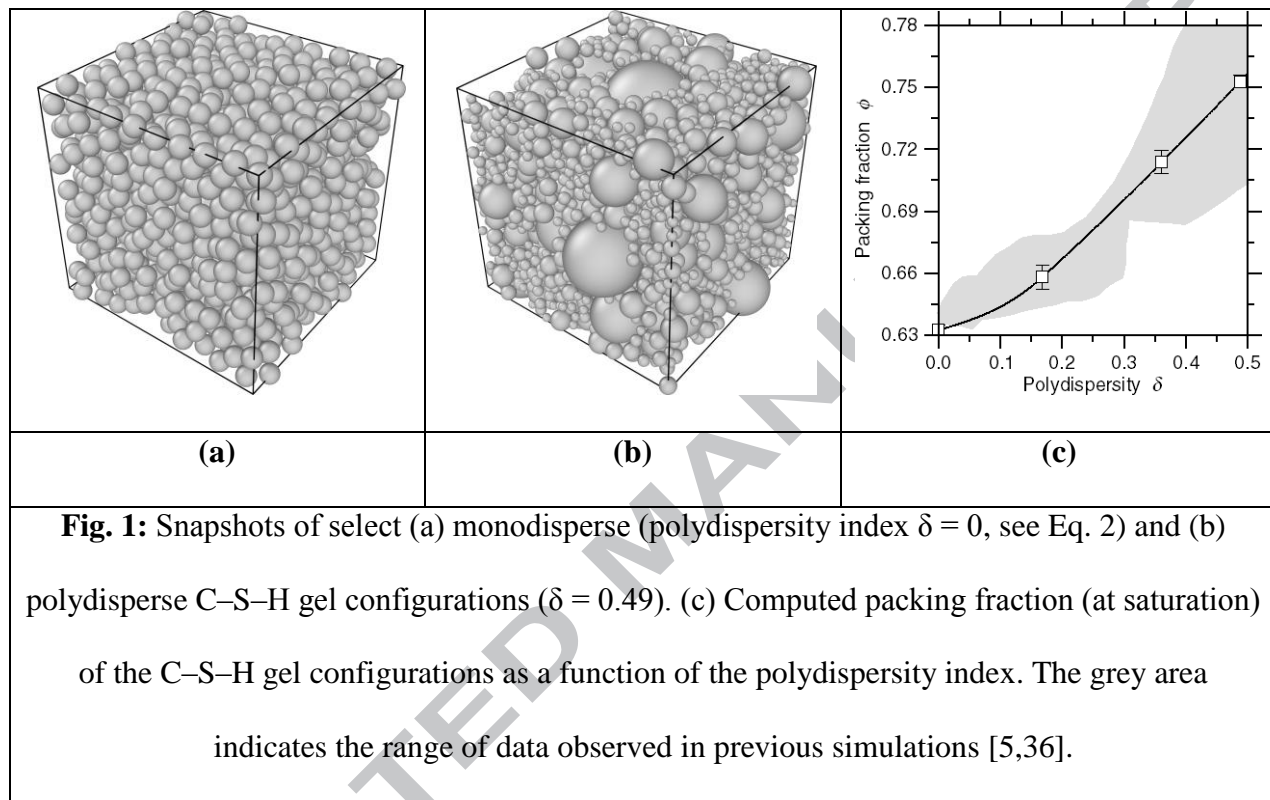 0.78
0.75
0.72
0.69
0.66
0.63
Packing fraction ϕ
0.0 0.1 0.2 0.3 0.4 0.5
Polydispersity δ
(a) (b) (c)
Fig. 1: Snapshots of select (a) monodisperse (polydispersity index δ = 0, see Eq. 2) and (b)
polydisperse C–S–H gel configurations (δ = 0.49). (c) Computed packing fraction (at saturation)
of the C–S–H gel configurations as a function of the polydispersity index. The grey area
indicates the range of data observed in previous simulations [5,36].
TED MAN